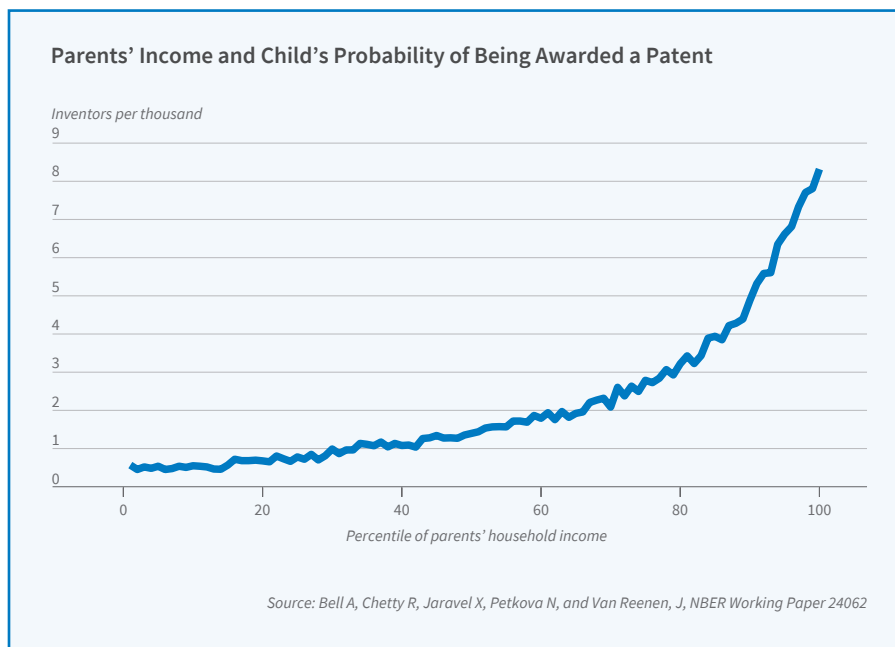 Parents’ Income and Child’s Probability of Being Awarded a Patent
Inventors per thousand
9
8
7
6
5
4
3
2
1
0
0 20 40 60 80 100
Percentile of parents’ household income
Source: Bell A, Chetty R, Jaravel X, Petkova N, and Van Reenen, J, NBER Working Paper 24062